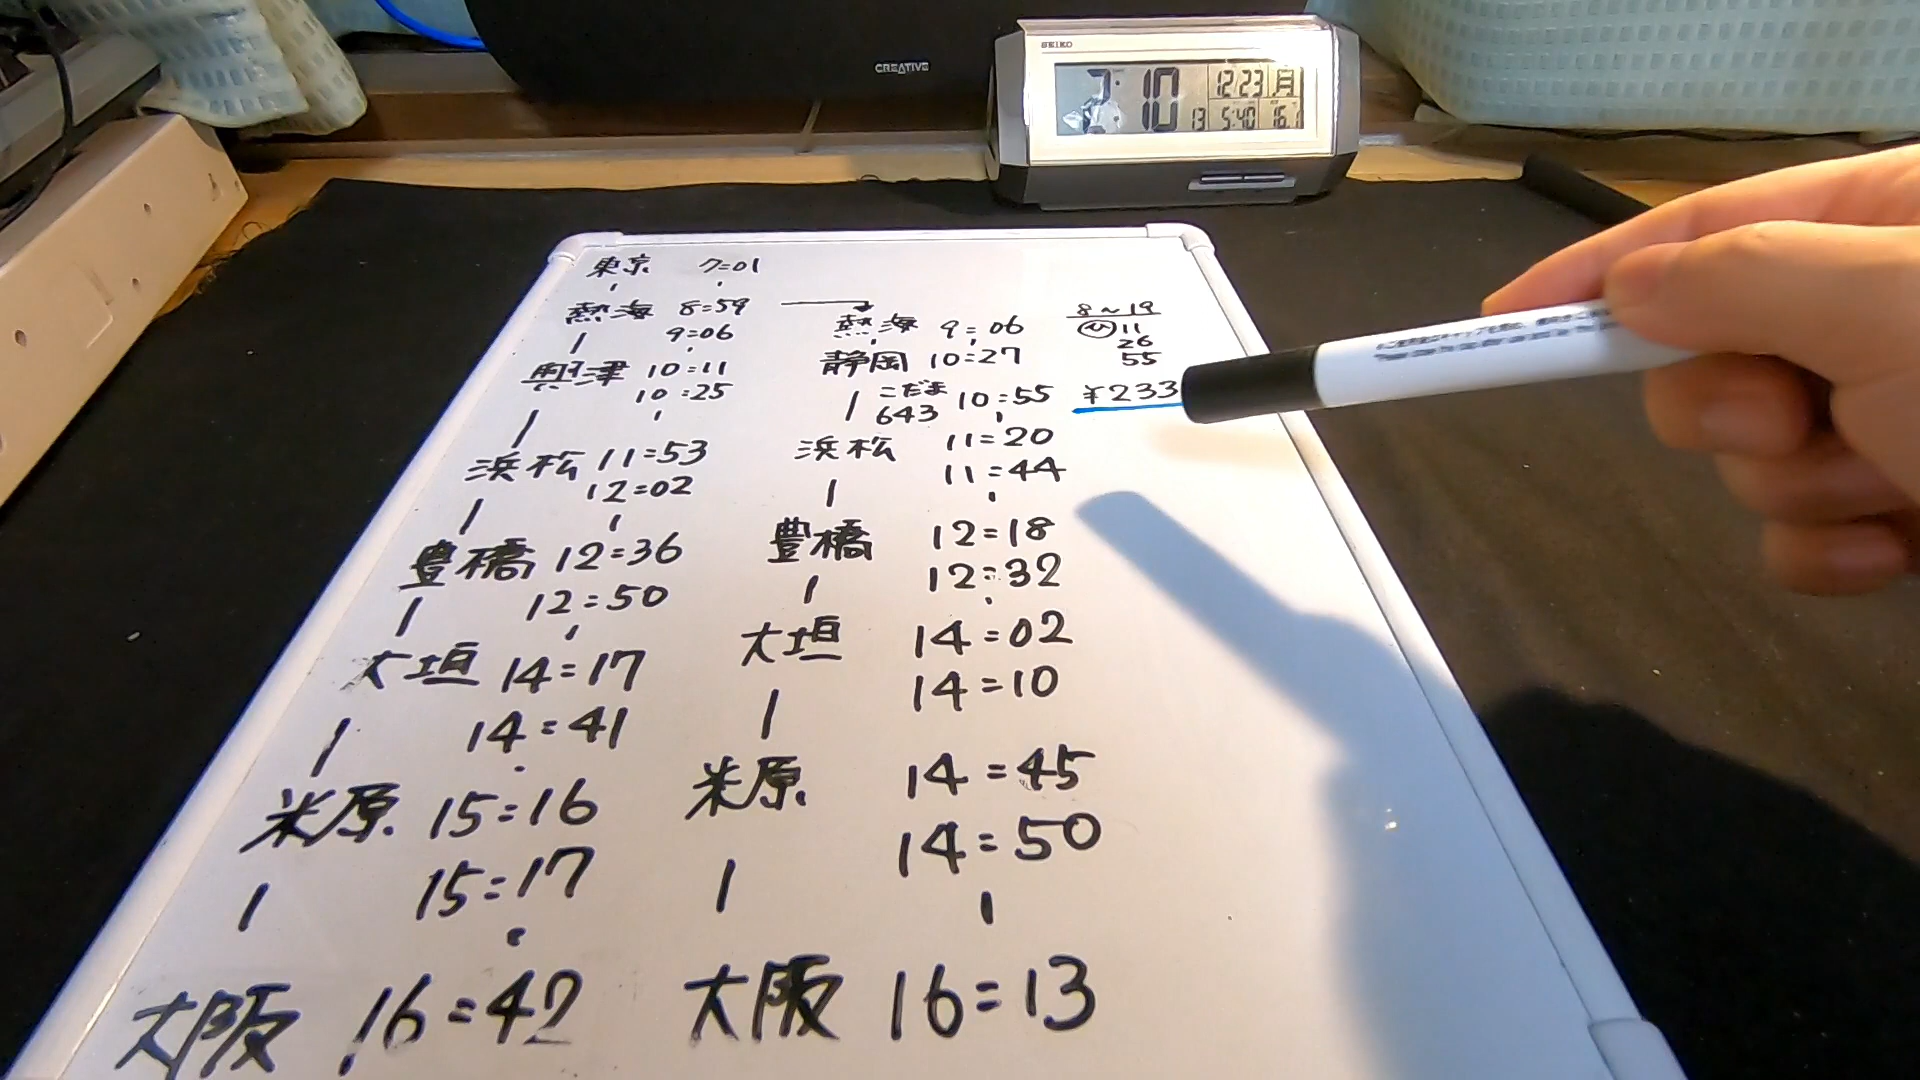 CREATIVE
SEIKO
12.23 月
10 13 5:40 16.1
東京 7=01
熱海 8=59
9=06
興津 10=11
10=25
浜松 11=53
12=02
豊橋 12=36
12=50
大垣 14=17
14=41
米原 15=16
15=17
大阪 16=42
熱海 9=06
静岡 10=27
こだま
643 10=55
浜松 11=20
11=44
豊橋 12=18
12=32
大垣 14=02
14=10
米原 14=45
14=50
大阪 16=13
8〜19
11
26
55
¥233